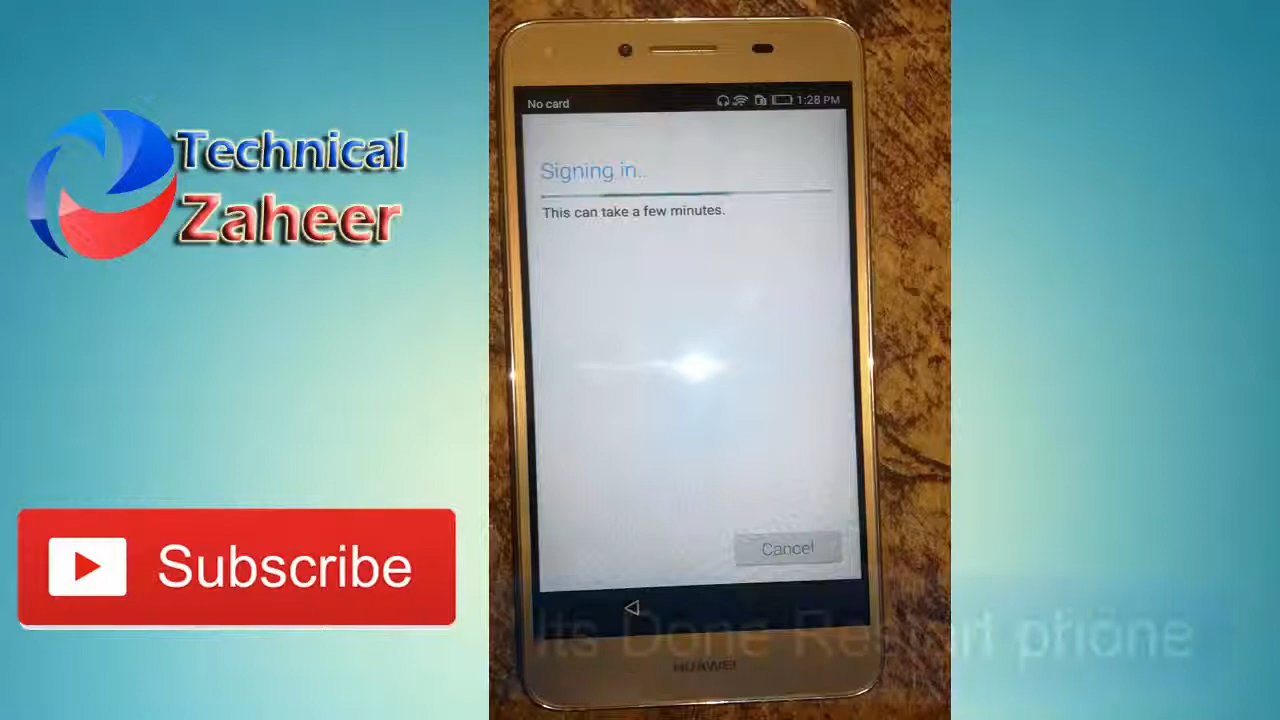 Technical
Zaheer
No card
1:28 PM
Signing in..
This can take a few minutes.
Cancel
Subscribe
Its Done Restart phone
HUAWEI